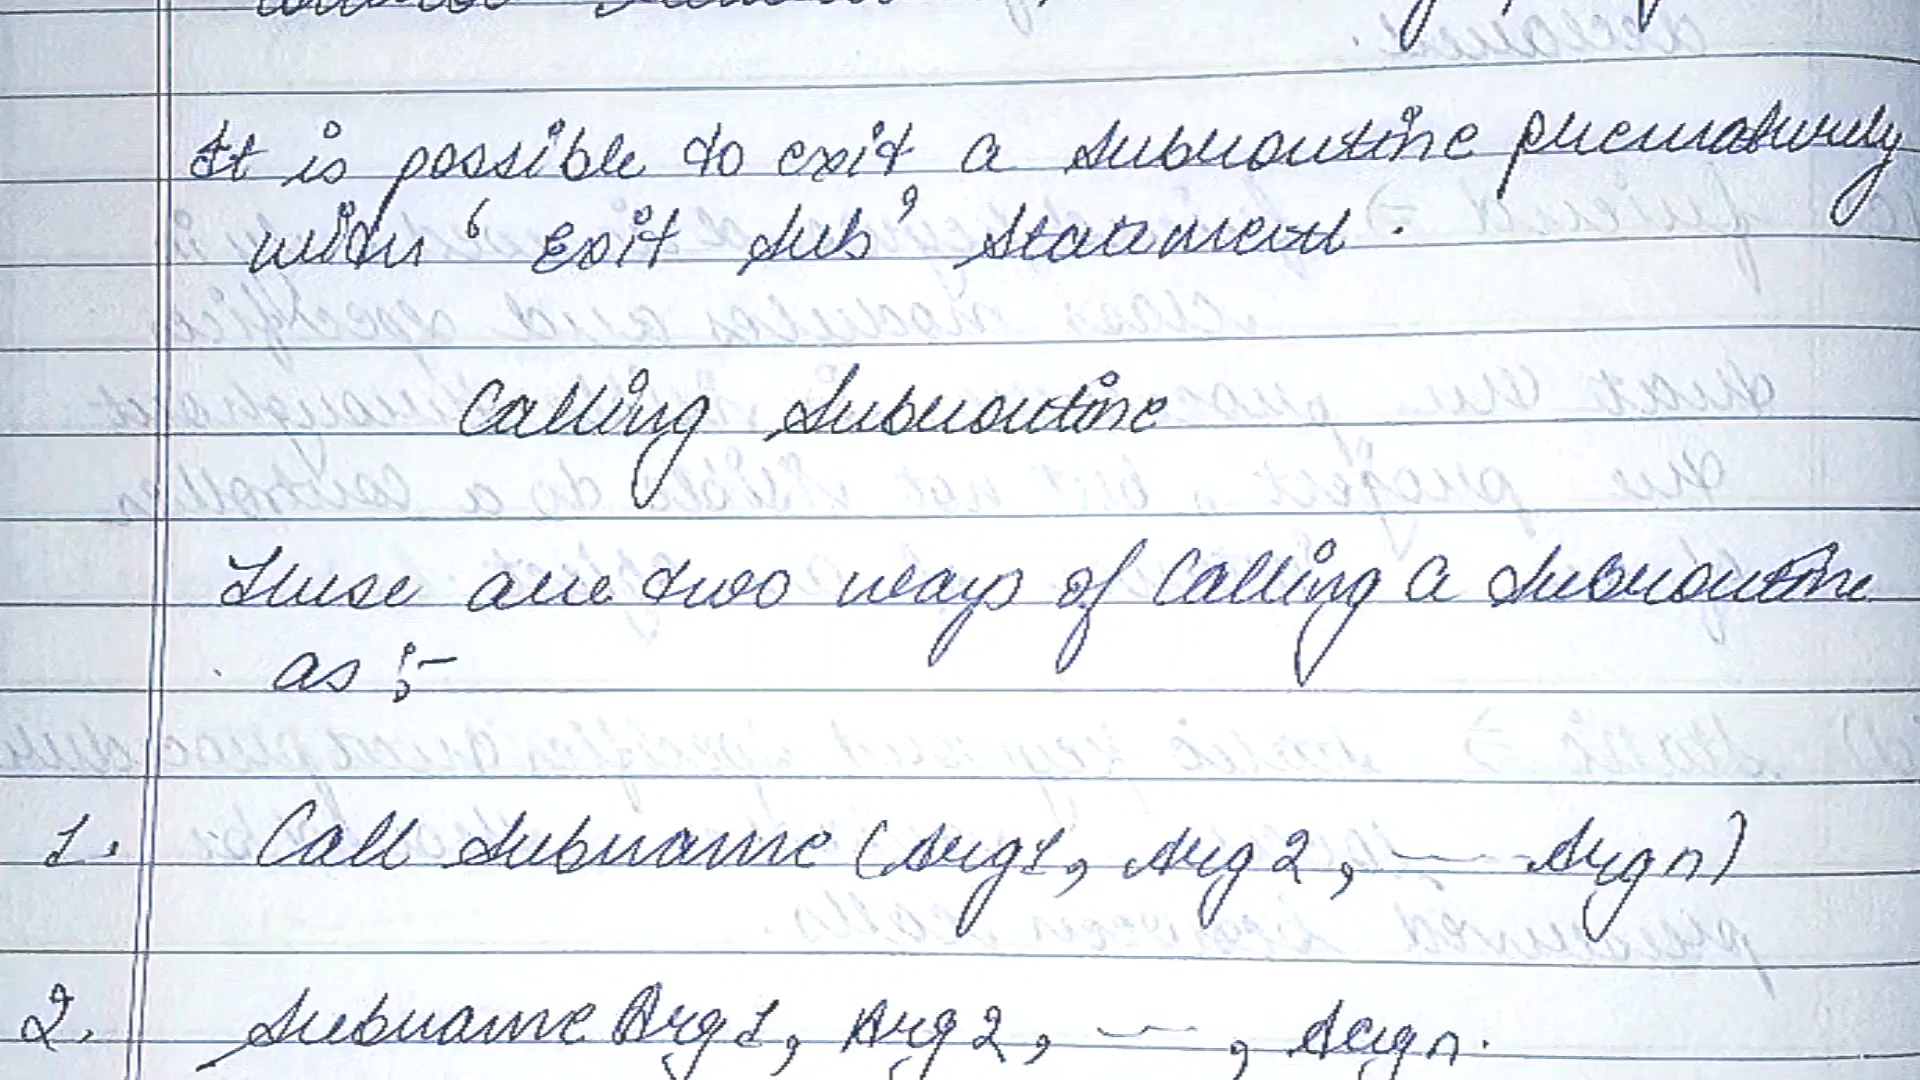 It is possible to exit a subroutine prematurely
with ‘Exit Sub’ statement.
Calling Subroutine
These are two ways of Calling a subroutine
as :-
1. Call Subname (Arg1, Arg2, ---- Argn)
2. Subname Arg1, Arg2, ---, Argn.